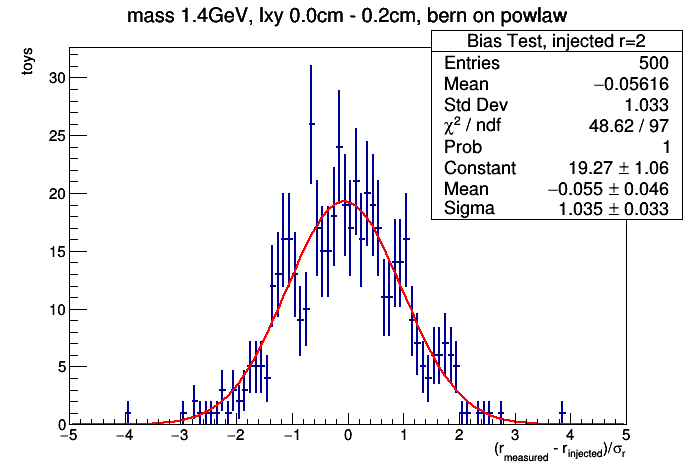 mass 1.4GeV, lxy 0.0cm - 0.2cm, bern on powlaw
toys
Bias Test, injected r=2
Entries 500
Mean −0.05616
Std Dev 1.033
χ² / ndf 48.62 / 97
Prob 1
Constant 19.27 ± 1.06
Mean −0.055 ± 0.046
Sigma 1.035 ± 0.033
30
25
20
15
10
5
0
−5 −4 −3 −2 −1 0 1 2 3 4 5
(r_measured - r_injected)/σ_r